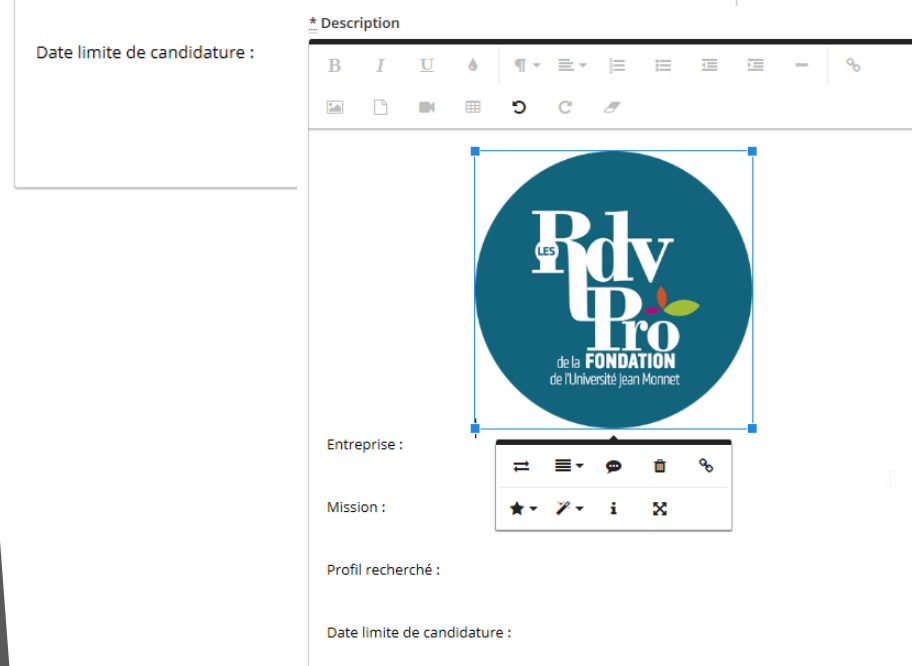 Date limite de candidature :
* Description
B I U
LES
Rdv
Pro
de la FONDATION
de l'Université Jean Monnet
Entreprise :
Mission :
Profil recherché :
Date limite de candidature :